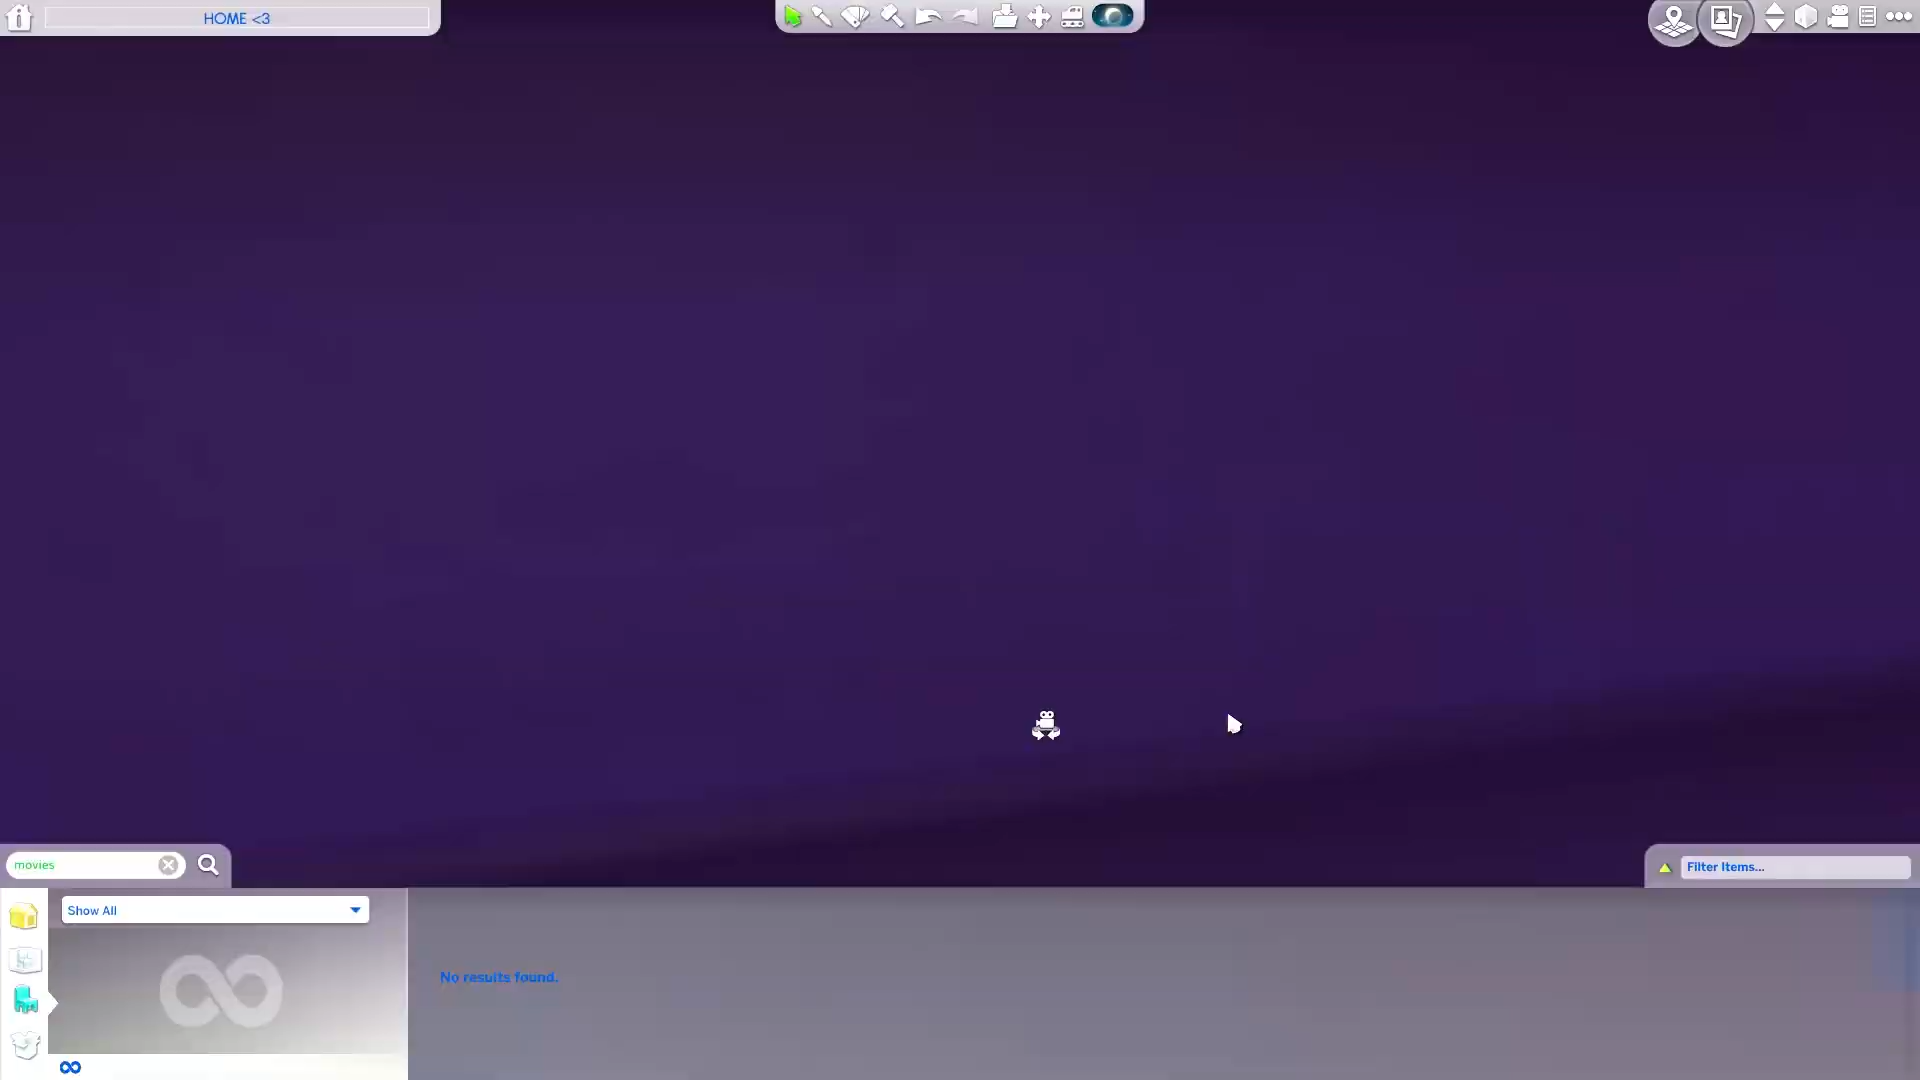 HOME <3
movies
Filter Items...
Show All
No results found.